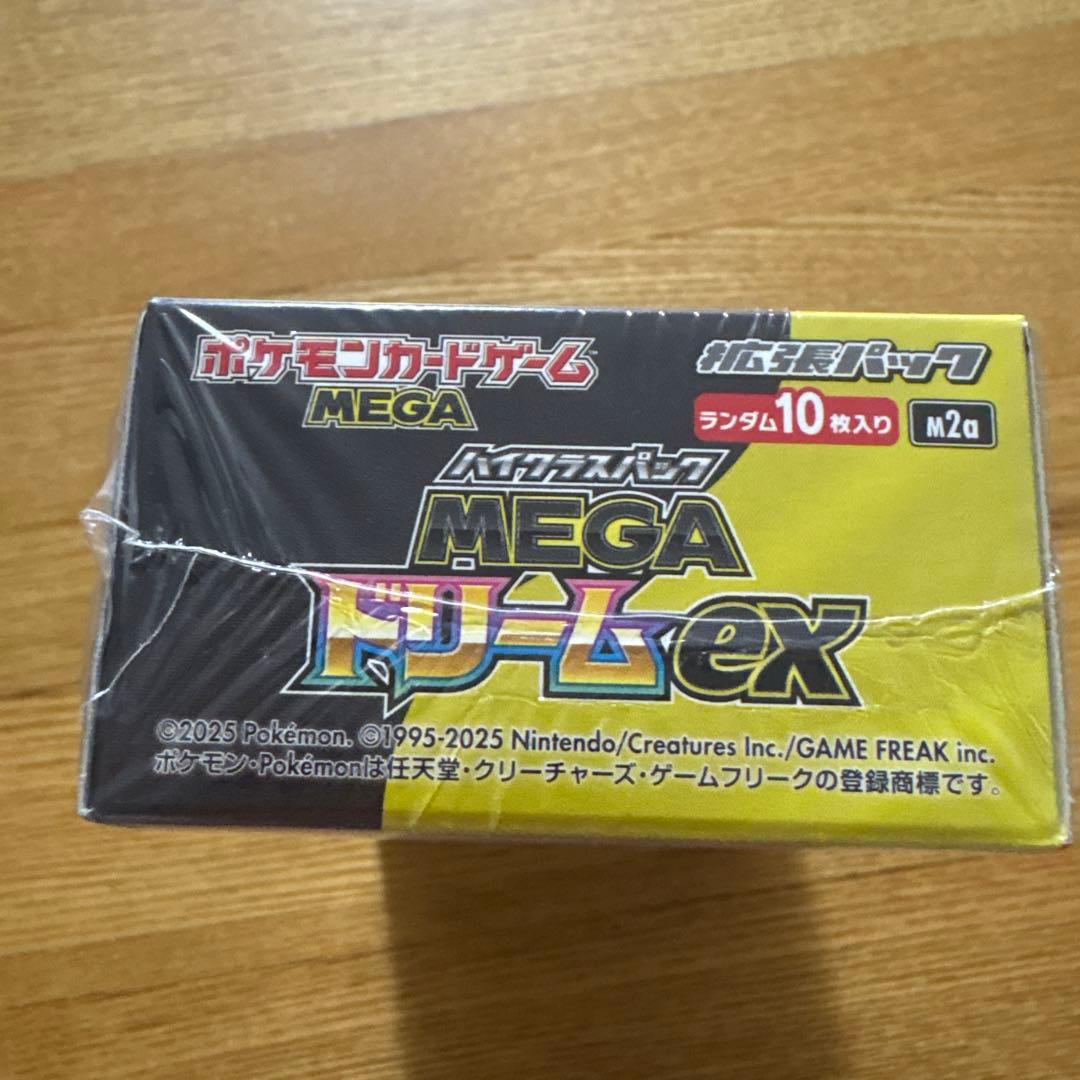 ポケモンカードゲーム™
MEGA
拡張パック
ランダム10枚入り
M2a
ハイクラスパック
MEGA
ドリームex
©2025 Pokémon. ©1995-2025 Nintendo/Creatures Inc./GAME FREAK inc.
ポケモン・Pokémonは任天堂・クリーチャーズ・ゲームフリークの登録商標です。